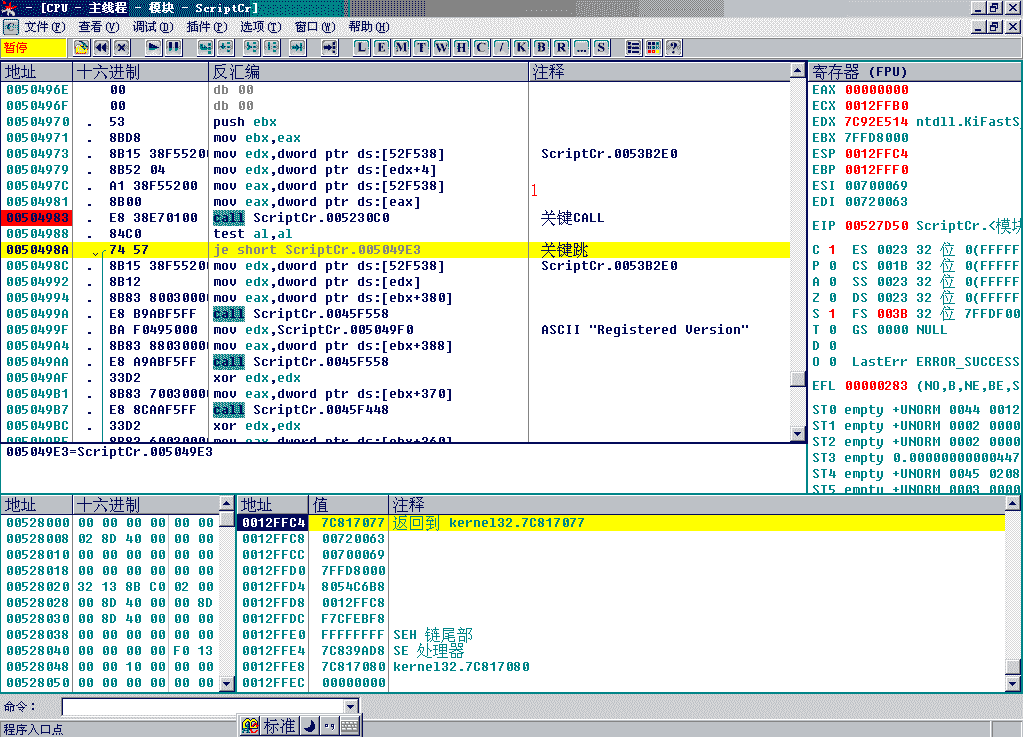 - [CPU - 主线程 - 模块 - ScriptCr]
文件(F) 查看(V) 调试(D) 插件(P) 选项(T) 窗口(W) 帮助(H)
暂停 L E M T W H C / K B R ... S ?
地址 十六进制 反汇编 注释
0050496E 00 db 00
0050496F 00 db 00
00504970 . 53 push ebx
00504971 . 8BD8 mov ebx,eax
00504973 . 8B15 38F55200 mov edx,dword ptr ds:[52F538] ScriptCr.0053B2E0
00504979 . 8B52 04 mov edx,dword ptr ds:[edx+4]
0050497C . A1 38F55200 mov eax,dword ptr ds:[52F538] 1
00504981 . 8B00 mov eax,dword ptr ds:[eax]
00504983 . E8 38E70100 call ScriptCr.005230C0 关键CALL
00504988 . 84C0 test al,al
0050498A 74 57 je short ScriptCr.005049E3 关键跳
0050498C . 8B15 38F5520 mov edx,dword ptr ds:[52F538] ScriptCr.0053B2E0
00504992 . 8B12 mov edx,dword ptr ds:[edx]
00504994 . 8B83 8003000 mov eax,dword ptr ds:[ebx+380]
0050499A . E8 B9ABF5FF call ScriptCr.0045F558
0050499F . BA F0495000 mov edx,ScriptCr.005049F0 ASCII "Registered Version"
005049A4 . 8B83 8803000 mov eax,dword ptr ds:[ebx+388]
005049AA . E8 A9ABF5FF call ScriptCr.0045F558
005049AF . 33D2 xor edx,edx
005049B1 . 8B83 7003000 mov eax,dword ptr ds:[ebx+370]
005049B7 . E8 8CAAF5FF call ScriptCr.0045F448
005049BC . 33D2 xor edx,edx
005049BE . 8B83 6003000 mov eax,dword ptr ds:[ebx+360]
005049E3=ScriptCr.005049E3
寄存器 (FPU)
EAX 00000000
ECX 0012FFB0
EDX 7C92E514 ntdll.KiFastS
EBX 7FFD8000
ESP 0012FFC4
EBP 0012FFF0
ESI 00700069
EDI 00720063
EIP 00527D50 ScriptCr.<模块
C 1 ES 0023 32 位 0(FFFFF
P 0 CS 001B 32 位 0(FFFFF
A 0 SS 0023 32 位 0(FFFFF
Z 0 DS 0023 32 位 0(FFFFF
S 1 FS 003B 32 位 7FFDF00
T 0 GS 0000 NULL
D 0
O 0 LastErr ERROR_SUCCESS
EFL 00000283 (NO,B,NE,BE,S
ST0 empty +UNORM 0044 0012
ST1 empty +UNORM 0002 0000
ST2 empty +UNORM 0002 0000
ST3 empty 0.00000000000447
ST4 empty +UNORM 0045 0208
ST5 empty +UNORM 0003 0000
地址 十六进制
00528000 00 00 00 00 00 00
00528008 02 8D 40 00 00 00
00528010 00 00 00 00 00 00
00528018 00 00 00 00 00 00
00528020 32 13 8B C0 02 00
00528028 00 8D 40 00 00 8D
00528030 00 8D 40 00 00 00
00528038 00 00 00 00 00 00
00528040 00 00 00 00 F0 13
00528048 00 00 10 00 00 00
00528050 00 00 00 00 00 00
地址 值 注释
0012FFC4 7C817077 返回到 kernel32.7C817077
0012FFC8 00720063
0012FFCC 00700069
0012FFD0 7FFD8000
0012FFD4 8054C6B8
0012FFD8 0012FFC8
0012FFDC F7CFEBF8
0012FFE0 FFFFFFFF SEH 链尾部
0012FFE4 7C839AD8 SE 处理器
0012FFE8 7C817080 kernel32.7C817080
0012FFEC 00000000
命令：
程序入口点 标准